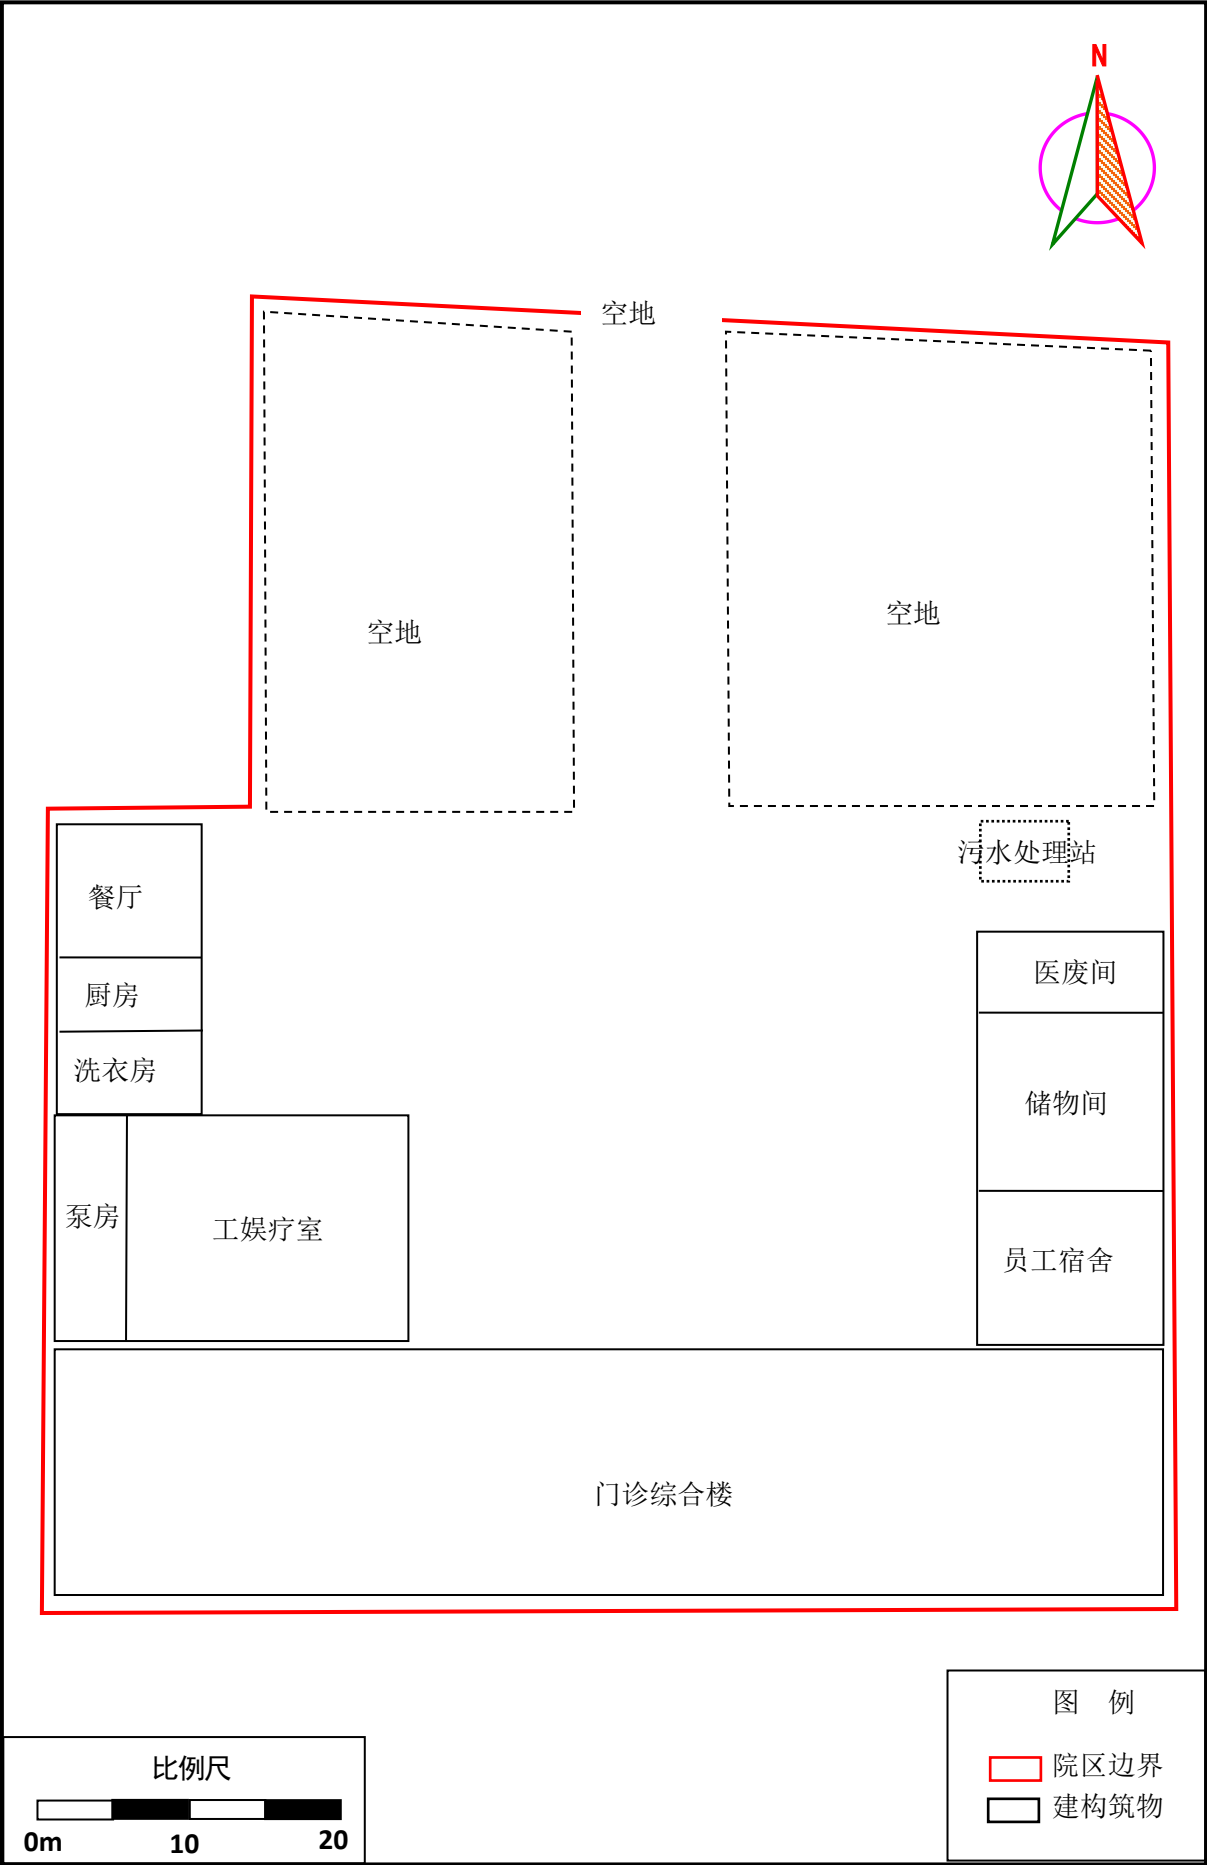 N
空地
空地
空地
污水处理站
餐厅
医废间
厨房
洗衣房
储物间
泵房
工娱疗室
员工宿舍
门诊综合楼
图 例
院区边界
建构筑物
比例尺
0m 10 20